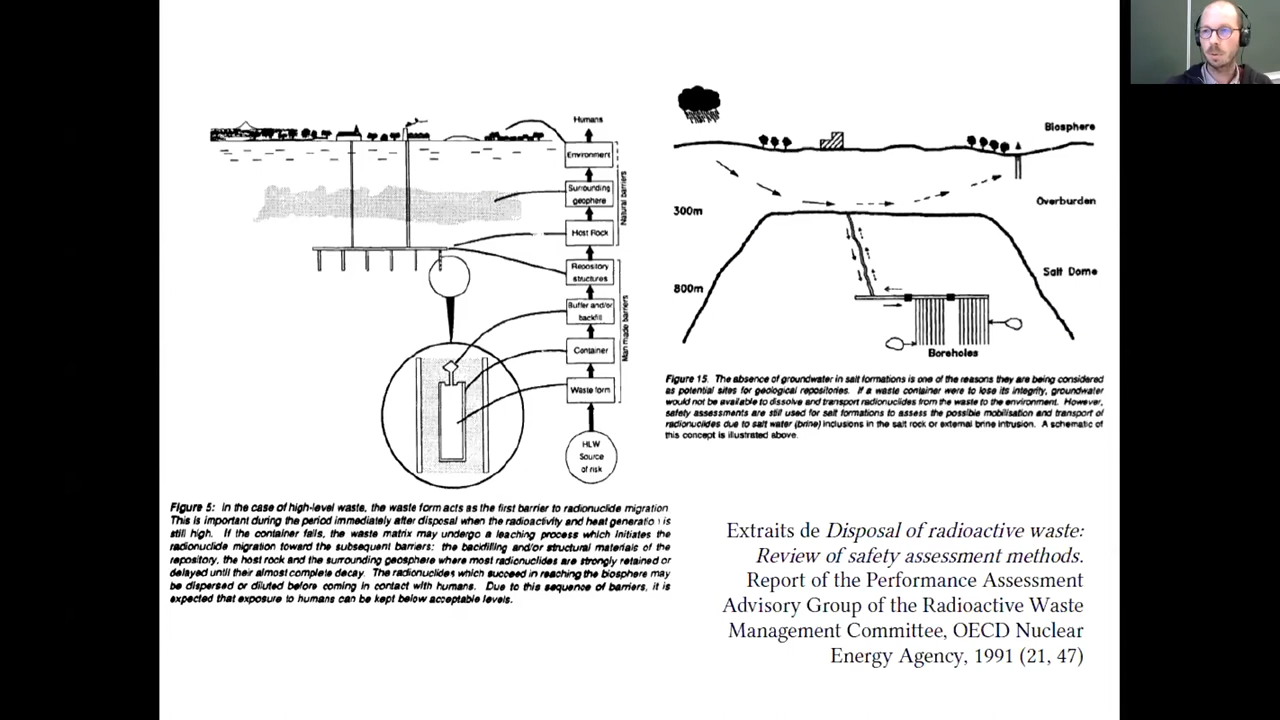 Humans
Environment
Surrounding
geophere
Host Rock
Natural barriers
Repository
structures
Buffer and/or
backfill
Container
Waste form
Man made barriers
HLW
Source
of risk
Figure 5: In the case of high-level waste, the waste form acts as the first barrier to radionuclide migration
This is important during the period immediately after disposal when the radioactivity and heat generation is
still high. If the container fails, the waste matrix may undergo a leaching process which initiates the
radionuclide migration toward the subsequent barriers: the backfilling and/or structural materials of the
repository, the host rock and the surrounding geosphere where most radionuclides are strongly retained or
delayed until their almost complete decay. The radionuclides which succeed in reaching the biosphere may
be dispersed or diluted before coming in contact with humans. Due to this sequence of barriers, it is
expected that exposure to humans can be kept below acceptable levels.
Biosphere
Overburden
300m
Salt Dome
800m
Boreholes
Figure 15. The absence of groundwater in salt formations is one of the reasons they are being considered
as potential sites for geological repositories. If a waste container were to lose its integrity, groundwater
would not be available to dissolve and transport radionuclides from the waste to the environment. However,
safety assessments are still used for salt formations to assess the possible mobilisation and transport of
radionuclides due to salt water (brine) inclusions in the salt rock or external brine intrusion. A schematic of
this concept is illustrated above.
Extraits de Disposal of radioactive waste:
Review of safety assessment methods.
Report of the Performance Assessment
Advisory Group of the Radioactive Waste
Management Committee, OECD Nuclear
Energy Agency, 1991 (21, 47)